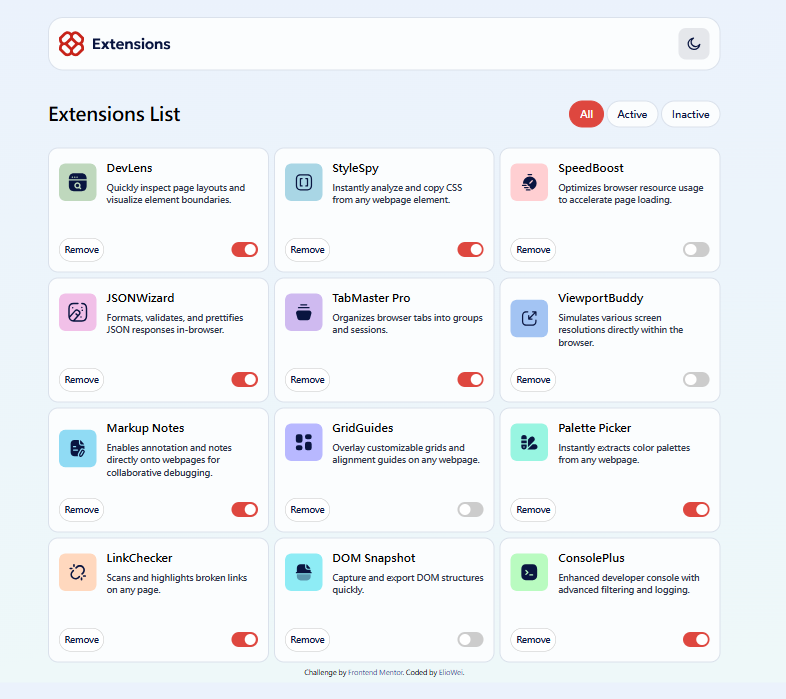 Extensions
Extensions List
All
Active
Inactive
DevLens
Quickly inspect page layouts and
visualize element boundaries.
Remove
StyleSpy
Instantly analyze and copy CSS
from any webpage element.
Remove
SpeedBoost
Optimizes browser resource usage
to accelerate page loading.
Remove
JSONWizard
Formats, validates, and prettifies
JSON responses in-browser.
Remove
TabMaster Pro
Organizes browser tabs into groups
and sessions.
Remove
ViewportBuddy
Simulates various screen
resolutions directly within the
browser.
Remove
Markup Notes
Enables annotation and notes
directly onto webpages for
collaborative debugging.
Remove
GridGuides
Overlay customizable grids and
alignment guides on any webpage.
Remove
Palette Picker
Instantly extracts color palettes
from any webpage.
Remove
LinkChecker
Scans and highlights broken links
on any page.
Remove
DOM Snapshot
Capture and export DOM structures
quickly.
Remove
ConsolePlus
Enhanced developer console with
advanced filtering and logging.
Remove
Challenge by Frontend Mentor. Coded by ElioWei.